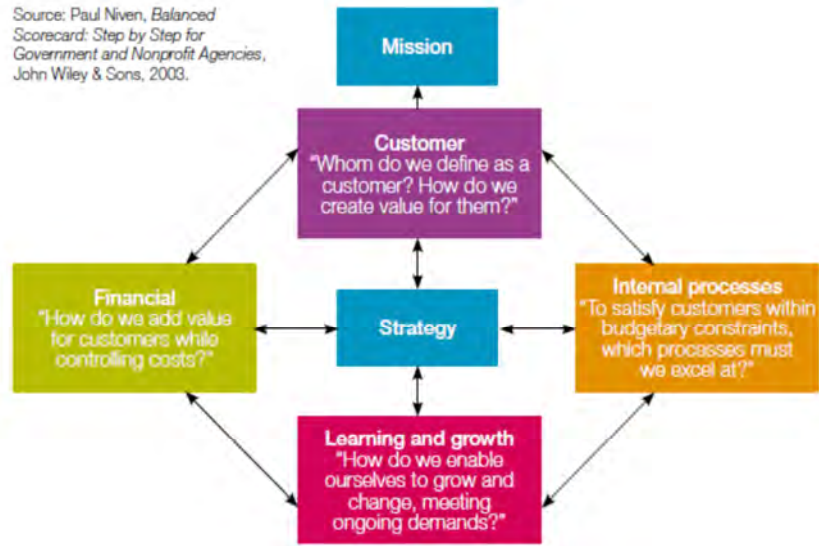 Source: Paul Niven, Balanced
Scorecard: Step by Step for
Government and Nonprofit Agencies,
John Wiley & Sons, 2003.
Mission
Customer
"Whom do we define as a
customer? How do we
create value for them?"
Financial
"How do we add value
for customers while
controlling costs?"
Strategy
Internal processes
"To satisfy customers within
budgetary constraints,
which processes must
we excel at?"
Learning and growth
"How do we enable
ourselves to grow and
change, meeting
ongoing demands?"